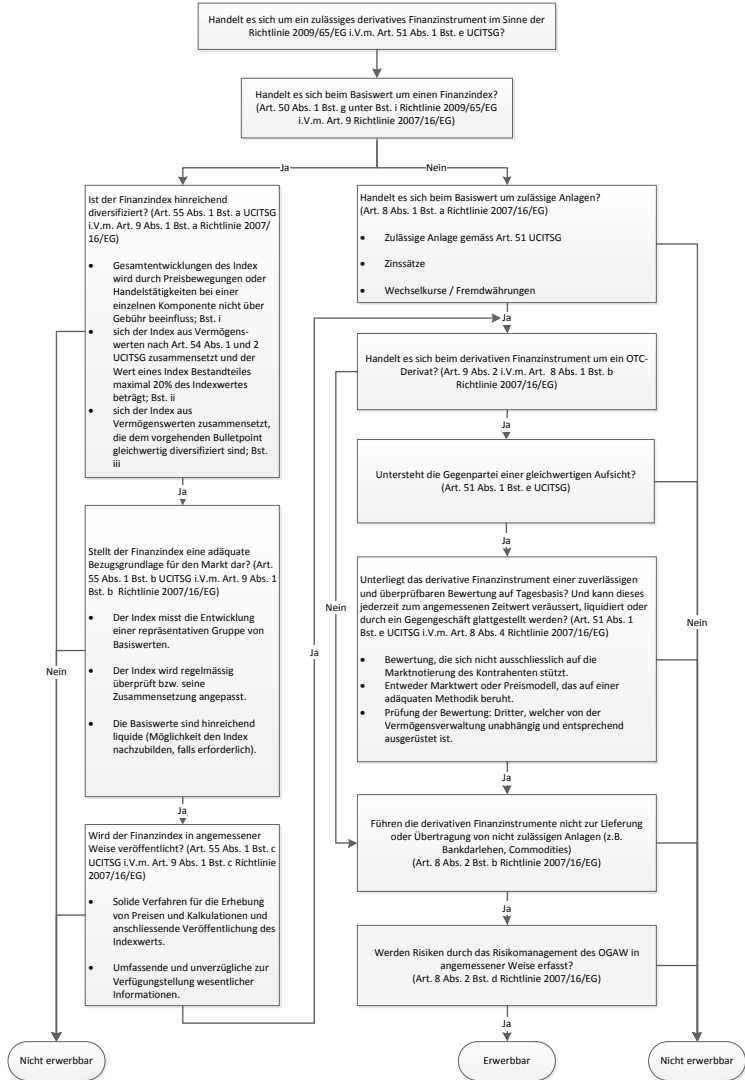 Handelt es sich um ein zulässiges derivatives Finanzinstrument im Sinne der
Richtlinie 2009/65/EG i.V.m. Art. 51 Abs. 1 Bst. e UCITSG?
Handelt es sich beim Basiswert um einen Finanzindex?
(Art. 50 Abs. 1 Bst. g unter Bst. i Richtlinie 2009/65/EG
i.V.m. Art. 9 Richtlinie 2007/16/EG)
Ja
Nein
Ist der Finanzindex hinreichend
diversifiziert? (Art. 55 Abs. 1 Bst. a UCITSG
i.V.m. Art. 9 Abs. 1 Bst. a Richtlinie 2007/
16/EG)
• Gesamtentwicklungen des Index
wird durch Preisbewegungen oder
Handelstätigkeiten bei einer
einzelnen Komponente nicht über
Gebühr beeinfluss; Bst. i
• sich der Index aus Vermögens-
werten nach Art. 54 Abs. 1 und 2
UCITSG zusammensetzt und der
Wert eines Index Bestandteiles
maximal 20% des Indexwertes
beträgt; Bst. ii
• sich der Index aus
Vermögenswerten zusammensetzt,
die dem vorgehenden Bulletpoint
gleichwertig diversifiziert sind; Bst.
iii
Ja
Stellt der Finanzindex eine adäquate
Bezugsgrundlage für den Markt dar? (Art.
55 Abs. 1 Bst. b UCITSG i.V.m. Art. 9 Abs. 1
Bst. b Richtlinie 2007/16/EG)
• Der Index misst die Entwicklung
einer repräsentativen Gruppe von
Basiswerten.
• Der Index wird regelmässig
überprüft bzw. seine
Zusammensetzung angepasst.
• Die Basiswerte sind hinreichend
liquide (Möglichkeit den Index
nachzubilden, falls erforderlich).
Nein
Ja
Wird der Finanzindex in angemessener
Weise veröffentlicht? (Art. 55 Abs. 1 Bst. c
UCITSG i.V.m. Art. 9 Abs. 1 Bst. c Richtlinie
2007/16/EG)
• Solide Verfahren für die Erhebung
von Preisen und Kalkulationen und
anschliessende Veröffentlichung des
Indexwerts.
• Umfassende und unverzügliche zur
Verfügungstellung wesentlicher
Informationen.
Nicht erwerbbar
Ja
Handelt es sich beim Basiswert um zulässige Anlagen?
(Art. 8 Abs. 1 Bst. a Richtlinie 2007/16/EG)
• Zulässige Anlage gemäss Art. 51 UCITSG
• Zinssätze
• Wechselkurse / Fremdwährungen
Ja
Handelt es sich beim derivativen Finanzinstrument um ein OTC-
Derivat? (Art. 9 Abs. 2 i.V.m. Art. 8 Abs. 1 Bst. b
Richtlinie 2007/16/EG)
Ja
Untersteht die Gegenpartei einer gleichwertigen Aufsicht?
(Art. 51 Abs. 1 Bst. e UCITSG)
Ja
Unterliegt das derivative Finanzinstrument einer zuverlässigen
und überprüfbaren Bewertung auf Tagesbasis? Und kann dieses
jederzeit zum angemessenen Zeitwert veräussert, liquidiert oder
durch ein Gegengeschäft glattgestellt werden? (Art. 51 Abs. 1
Bst. e UCITSG i.V.m. Art. 8 Abs. 4 Richtlinie 2007/16/EG)
• Bewertung, die sich nicht ausschliesslich auf die
Marktnotierung des Kontrahenten stützt.
• Entweder Marktwert oder Preismodell, das auf einer
adäquaten Methodik beruht.
• Prüfung der Bewertung: Dritter, welcher von der
Vermögensverwaltung unabhängig und entsprechend
ausgerüstet ist.
Nein
Nein
Ja
Führen die derivativen Finanzinstrumente nicht zur Lieferung
oder Übertragung von nicht zulässigen Anlagen (z.B.
Bankdarlehen, Commodities)
(Art. 8 Abs. 2 Bst. b Richtlinie 2007/16/EG)
Ja
Werden Risiken durch das Risikomanagement des OGAW in
angemessener Weise erfasst?
(Art. 8 Abs. 2 Bst. d Richtlinie 2007/16/EG)
Ja
Erwerbbar
Nicht erwerbbar